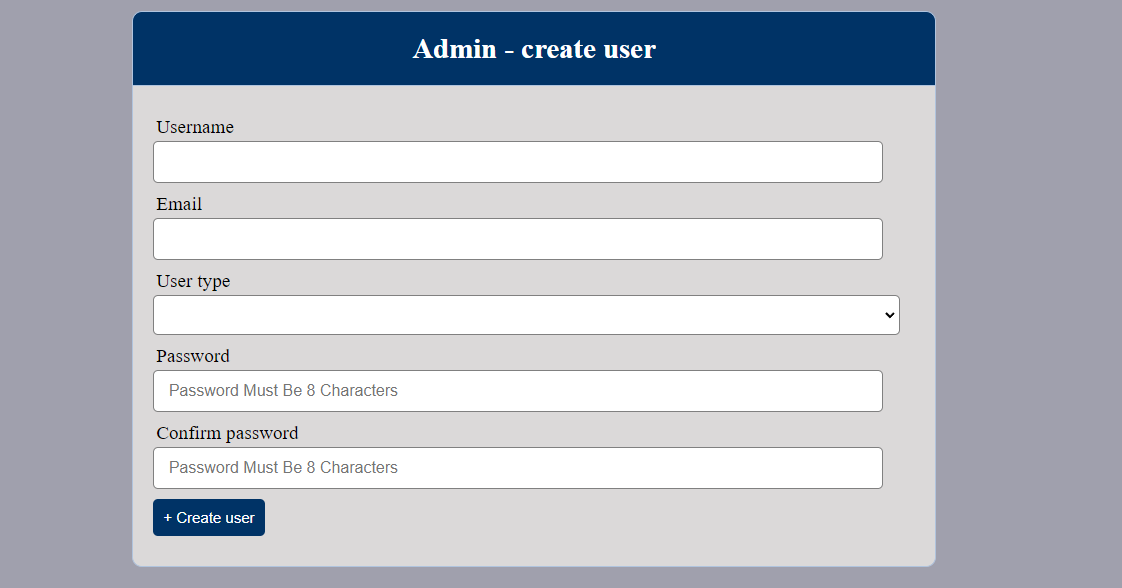 Admin - create user
Username
Email
User type
Password
Password Must Be 8 Characters
Confirm password
Password Must Be 8 Characters
+ Create user